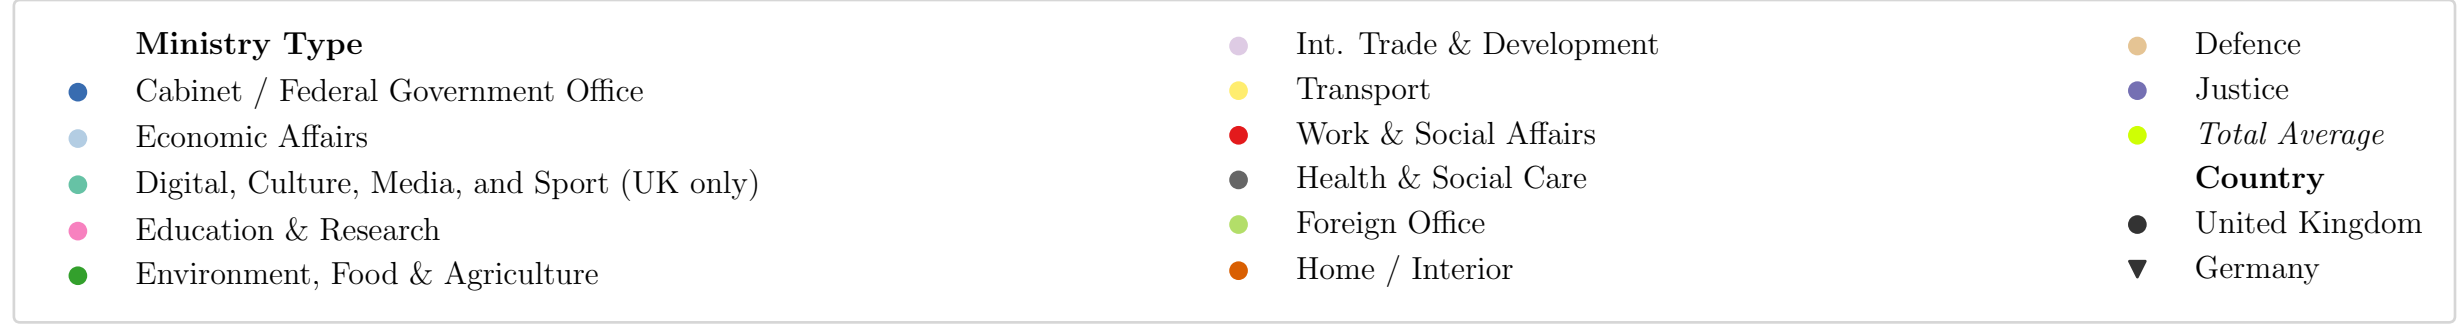 Ministry Type
Cabinet / Federal Government Office
Economic Affairs
Digital, Culture, Media, and Sport (UK only)
Education & Research
Environment, Food & Agriculture
Int. Trade & Development
Transport
Work & Social Affairs
Health & Social Care
Foreign Office
Home / Interior
Defence
Justice
Total Average
Country
United Kingdom
Germany